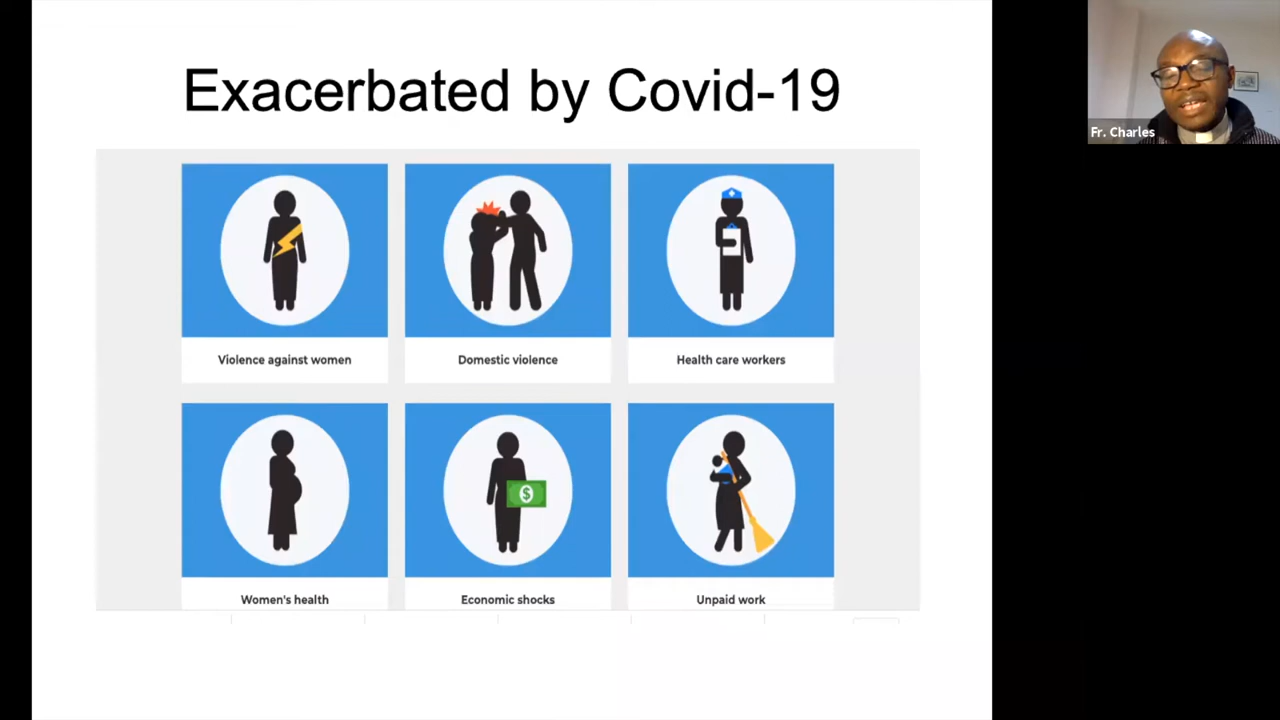 Exacerbated by Covid-19
Fr. Charles
Violence against women
Domestic violence
Health care workers
$
Women's health
Economic shocks
Unpaid work